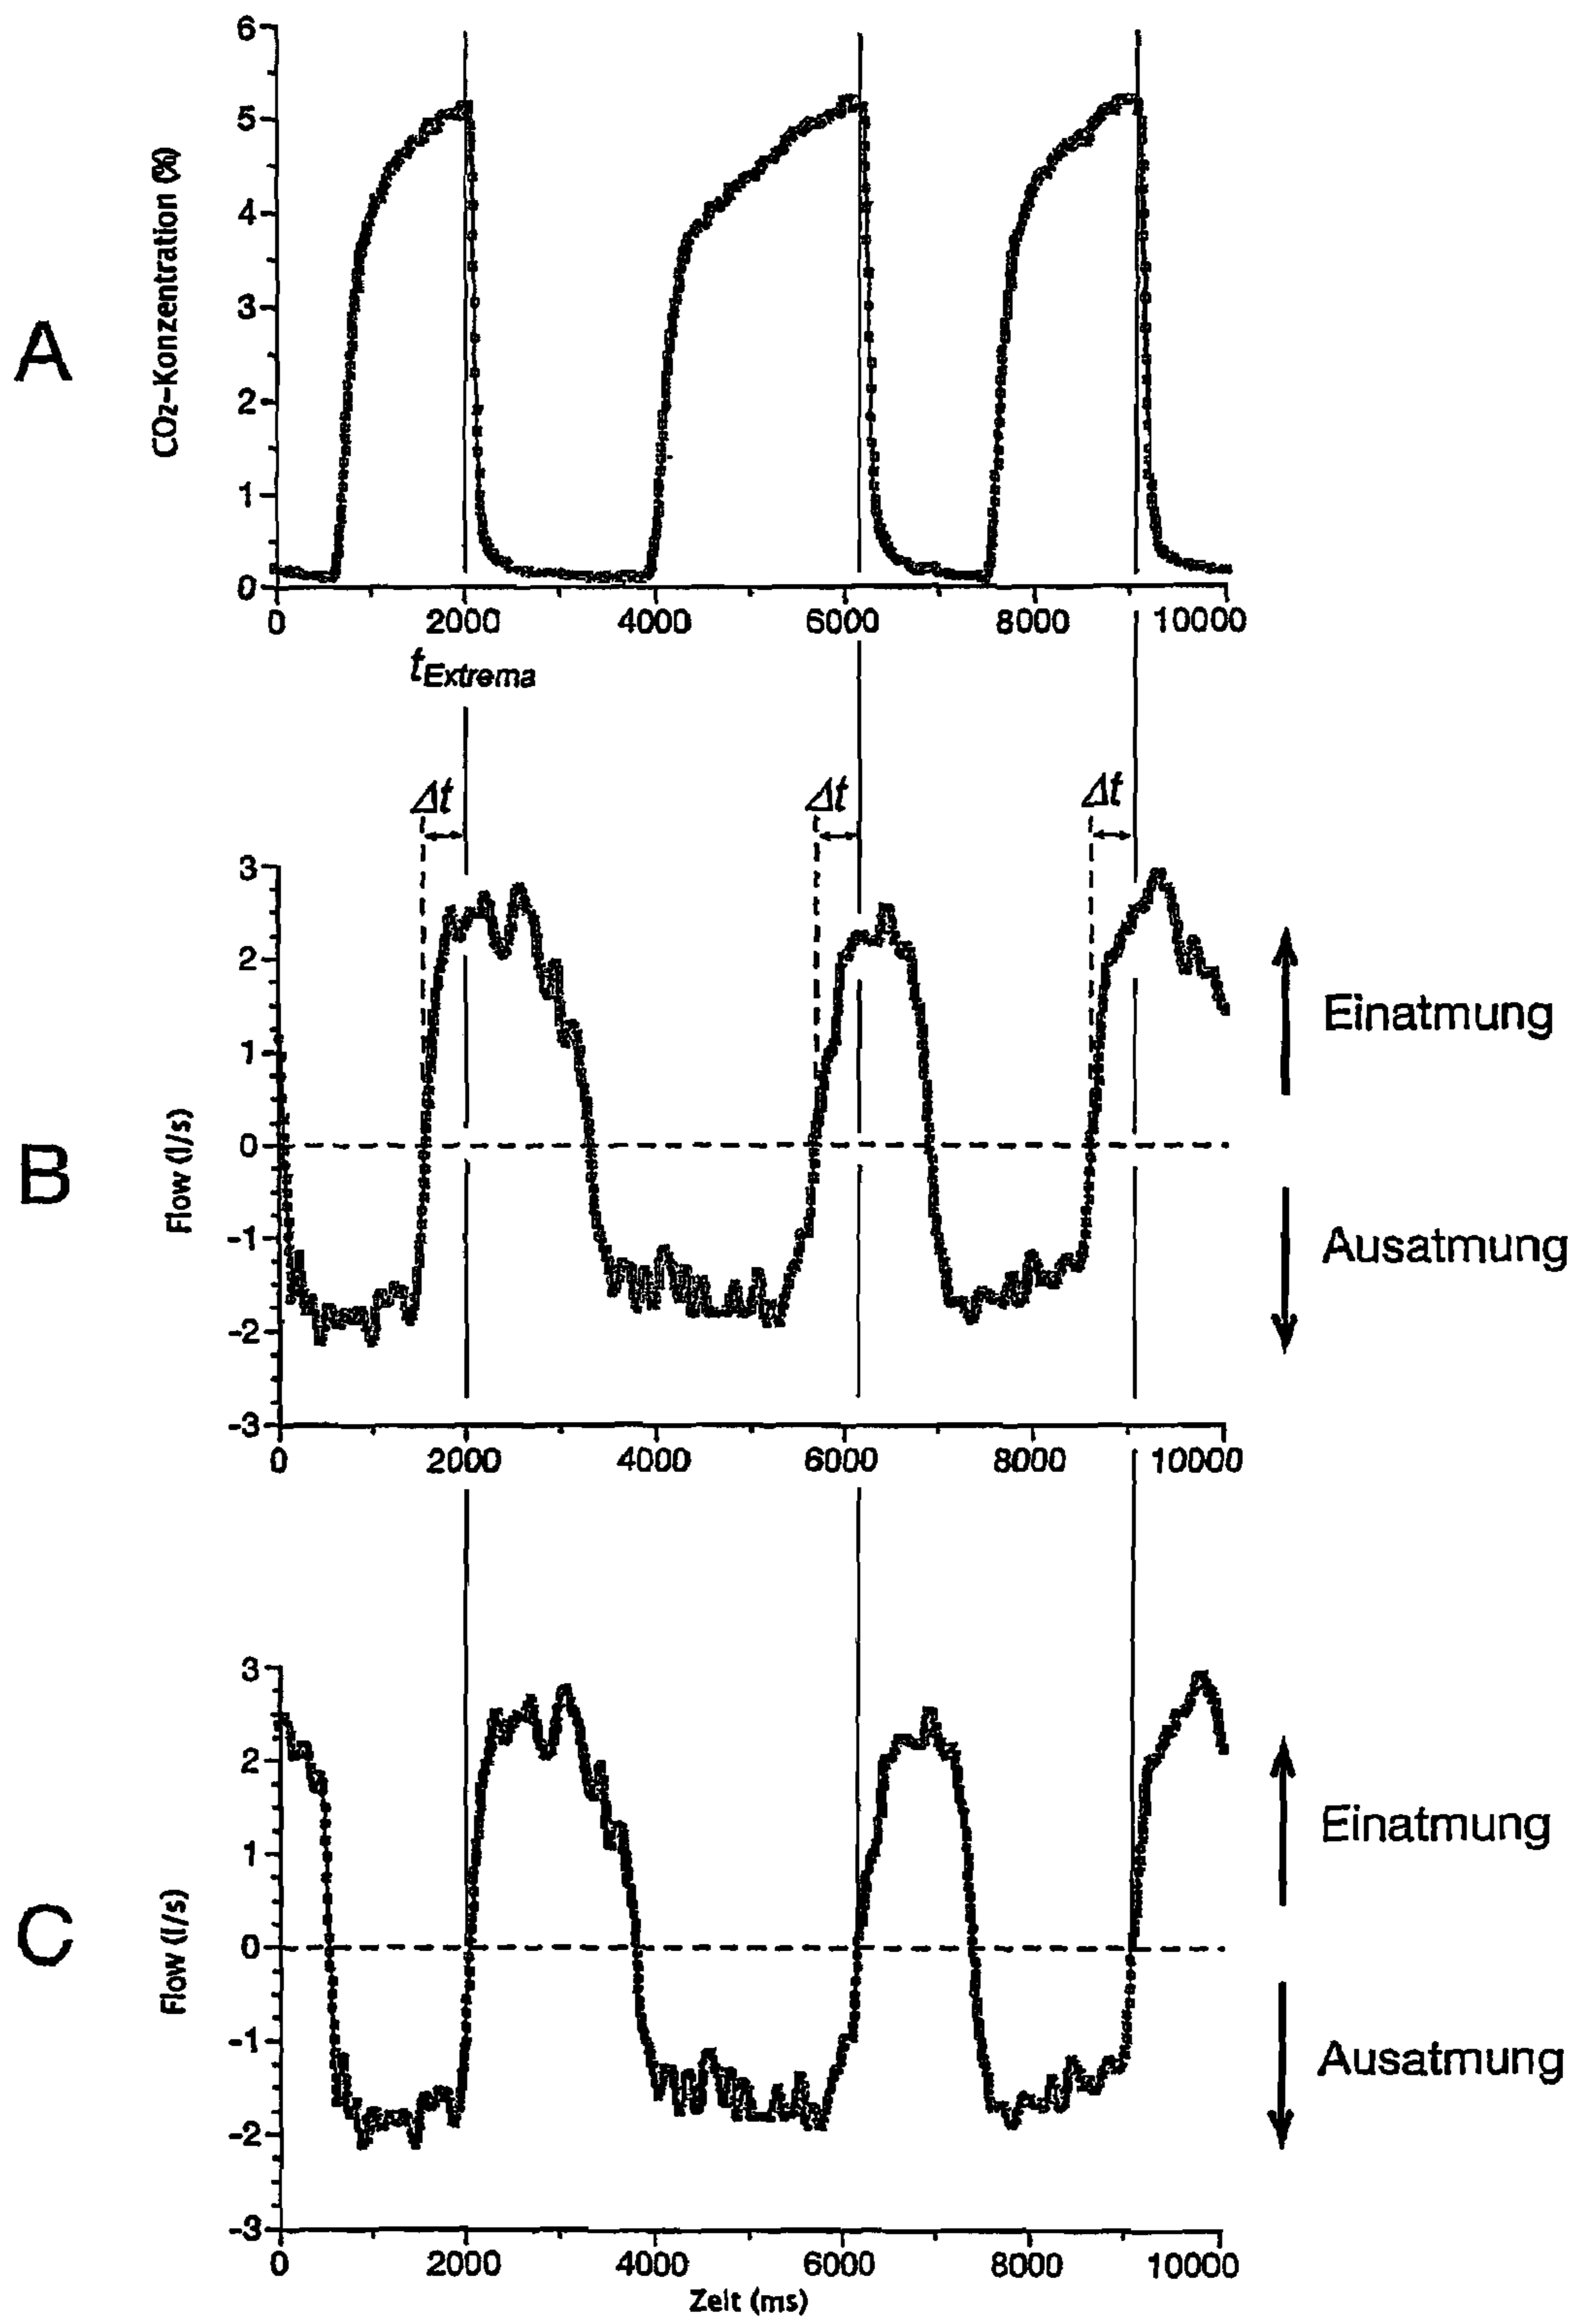 A
CO₂-Konzentration (%)
6
5
4
3
2
1
0
0 2000 4000 6000 8000 10000
tExtrema
Δt Δt Δt
B
Flow (l/s)
3
2
1
0
-1
-2
-3
0 2000 4000 6000 8000 10000
Einatmung
Ausatmung
C
Flow (l/s)
3
2
1
0
-1
-2
-3
0 2000 4000 6000 8000 10000
Zeit (ms)
Einatmung
Ausatmung